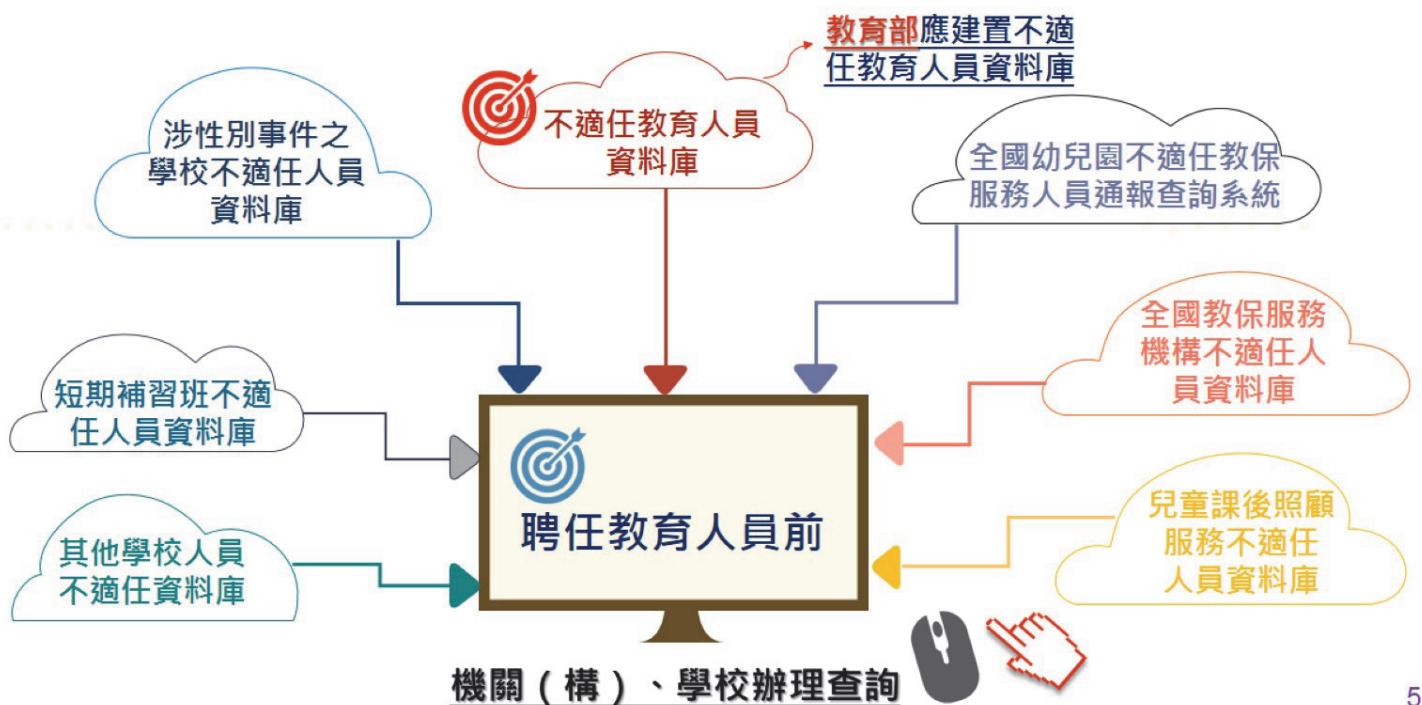 教育部應建置不適
任教育人員資料庫
涉性別事件之
學校不適任人員
資料庫
不適任教育人員
資料庫
全國幼兒園不適任教保
服務人員通報查詢系統
短期補習班不適
任人員資料庫
全國教保服務
機構不適任人
員資料庫
其他學校人員
不適任資料庫
聘任教育人員前
兒童課後照顧
服務不適任
人員資料庫
機關（構）、學校辦理查詢
5